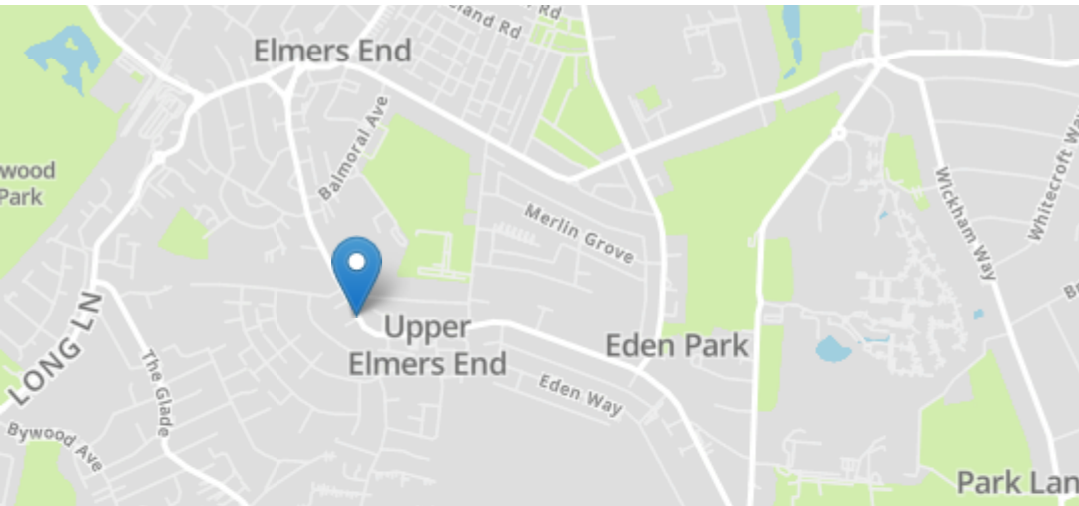 Rd
Elmers End
Balmoral Ave
wood
Park
Merlin Grove
Wickham Way
Whitecroft Way
LONG LN
Upper
Elmers End
Eden Park
The Glade
Eden Way
Bywood Ave
Park Lan